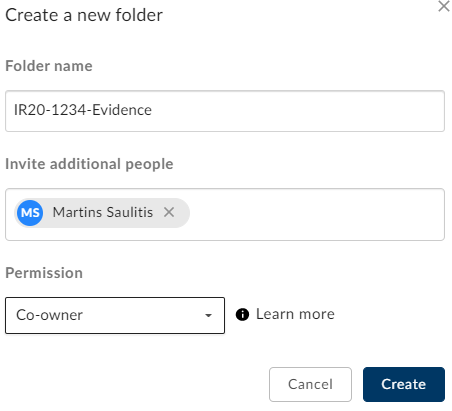 Create a new folder
Folder name
IR20-1234-Evidence
Invite additional people
MS Martins Saulitis
Permission
Co-owner Learn more
Cancel Create